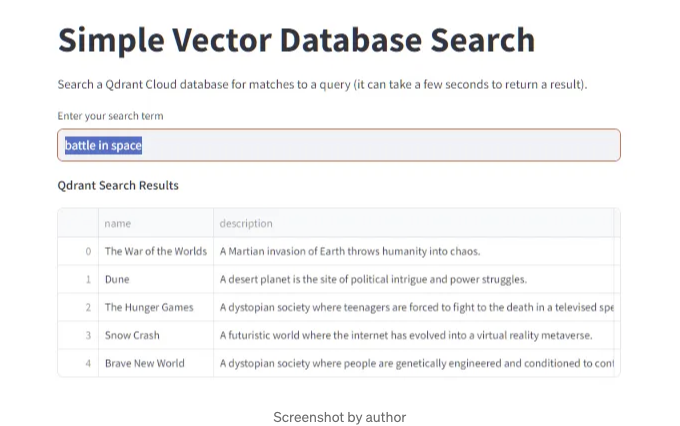 Simple Vector Database Search
Search a Qdrant Cloud database for matches to a query (it can take a few seconds to return a result).
Enter your search term
battle in space
Qdrant Search Results
name description
0 The War of the Worlds A Martian invasion of Earth throws humanity into chaos.
1 Dune A desert planet is the site of political intrigue and power struggles.
2 The Hunger Games A dystopian society where teenagers are forced to fight to the death in a televised spe
3 Snow Crash A futuristic world where the internet has evolved into a virtual reality metaverse.
4 Brave New World A dystopian society where people are genetically engineered and conditioned to cont
Screenshot by author